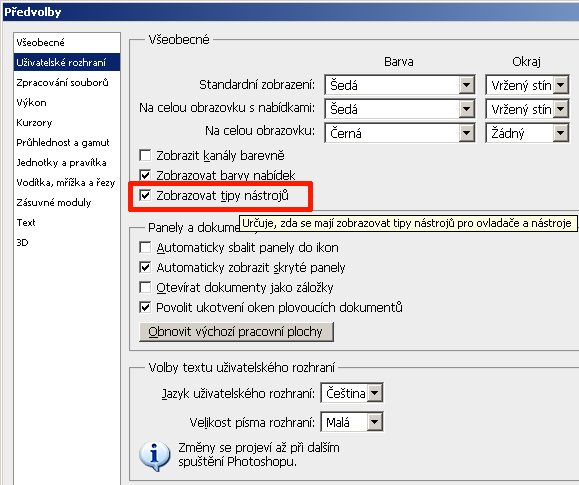 Předvolby
Všeobecné
Uživatelské rozhraní
Zpracování souborů
Výkon
Kurzory
Průhlednost a gamut
Jednotky a pravítka
Vodítka, mřížka a řezy
Zásuvné moduly
Text
3D
Všeobecné
Barva Okraj
Standardní zobrazení: Šedá Vržený stín
Na celou obrazovku s nabídkami: Šedá Vržený stín
Na celou obrazovku: Černá Žádný
Zobrazit kanály barevně
Zobrazovat barvy nabídek
Zobrazovat tipy nástrojů
Určuje, zda se mají zobrazovat tipy nástrojů pro ovladače a nástroje
Panely a dokumenty
Automaticky sbalit panely do ikon
Automaticky zobrazit skryté panely
Otevírat dokumenty jako záložky
Povolit ukotvení oken plovoucích dokumentů
Obnovit výchozí pracovní plochy
Volby textu uživatelského rozhraní
Jazyk uživatelského rozhraní: Čeština
Velikost písma rozhraní: Malá
Změny se projeví až při dalším
spuštění Photoshopu.